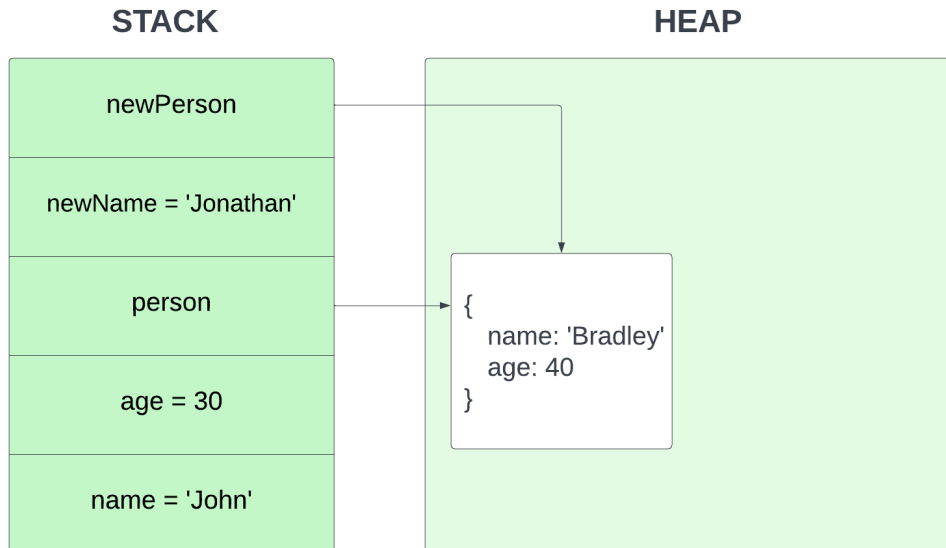 STACK
HEAP
newPerson
newName = 'Jonathan'
person
age = 30
name = 'John'
{
name: 'Bradley'
age: 40
}